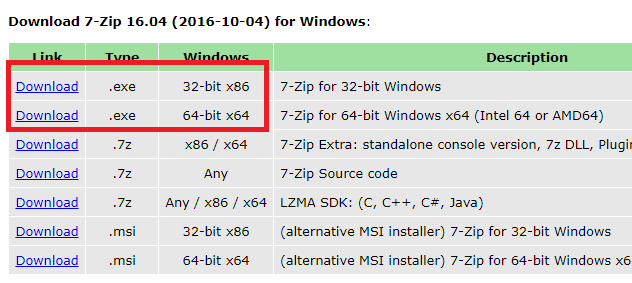 Download 7-Zip 16.04 (2016-10-04) for Windows:
Link Type Windows Description
Download .exe 32-bit x86 7-Zip for 32-bit Windows
Download .exe 64-bit x64 7-Zip for 64-bit Windows x64 (Intel 64 or AMD64)
Download .7z x86 / x64 7-Zip Extra: standalone console version, 7z DLL, Plugin
Download .7z Any 7-Zip Source code
Download .7z Any / x86 / x64 LZMA SDK: (C, C++, C#, Java)
Download .msi 32-bit x86 (alternative MSI installer) 7-Zip for 32-bit Windows
Download .msi 64-bit x64 (alternative MSI installer) 7-Zip for 64-bit Windows x6